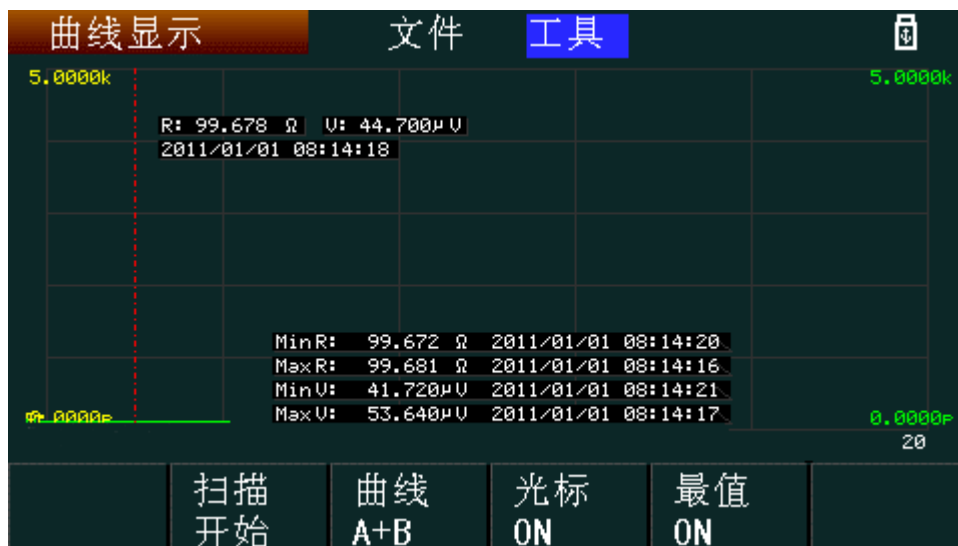 曲线显示 文件 工具
5.0000k 5.0000k
R: 99.678 Ω V: 44.700μV
2011/01/01 08:14:18
MinR: 99.672 Ω 2011/01/01 08:14:20
MaxR: 99.681 Ω 2011/01/01 08:14:16
MinV: 41.720μV 2011/01/01 08:14:21
MaxV: 53.640μV 2011/01/01 08:14:17
.0000p 0.0000p
20
扫描 曲线 光标 最值
开始 A+B ON ON